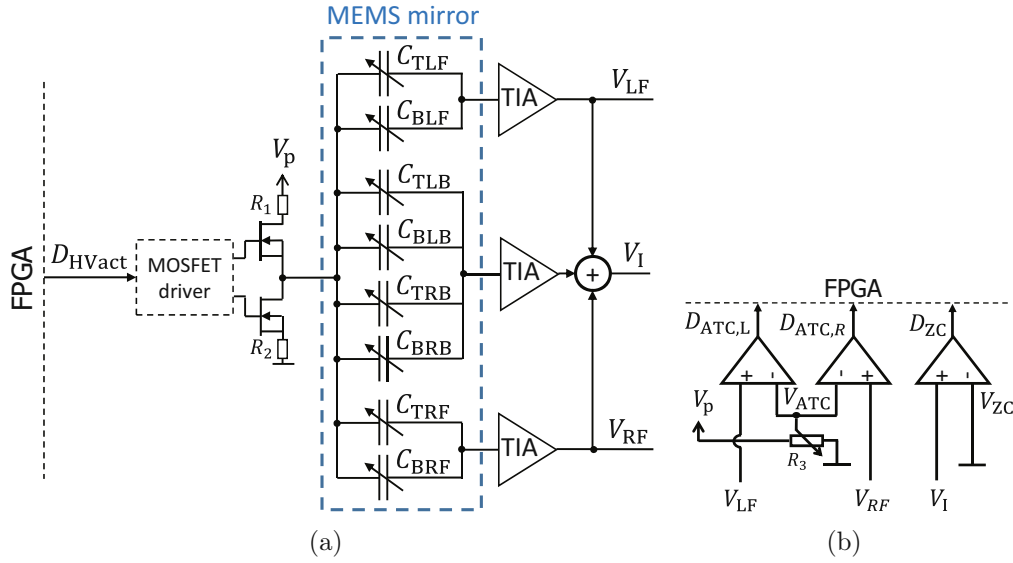 MEMS mirror
C_TLF
TIA
V_LF
C_BLF
V_p
C_TLB
R_1
FPGA
D_HVact
MOSFET
driver
C_BLB
TIA
+
V_I
C_TRB
R_2
C_BRB
C_TRF
TIA
V_RF
C_BRF
(a)
FPGA
D_ATC,L
D_ATC,R
D_ZC
+ -
- +
+ -
V_p
V_ATC
V_ZC
R_3
V_LF
V_RF
V_I
(b)